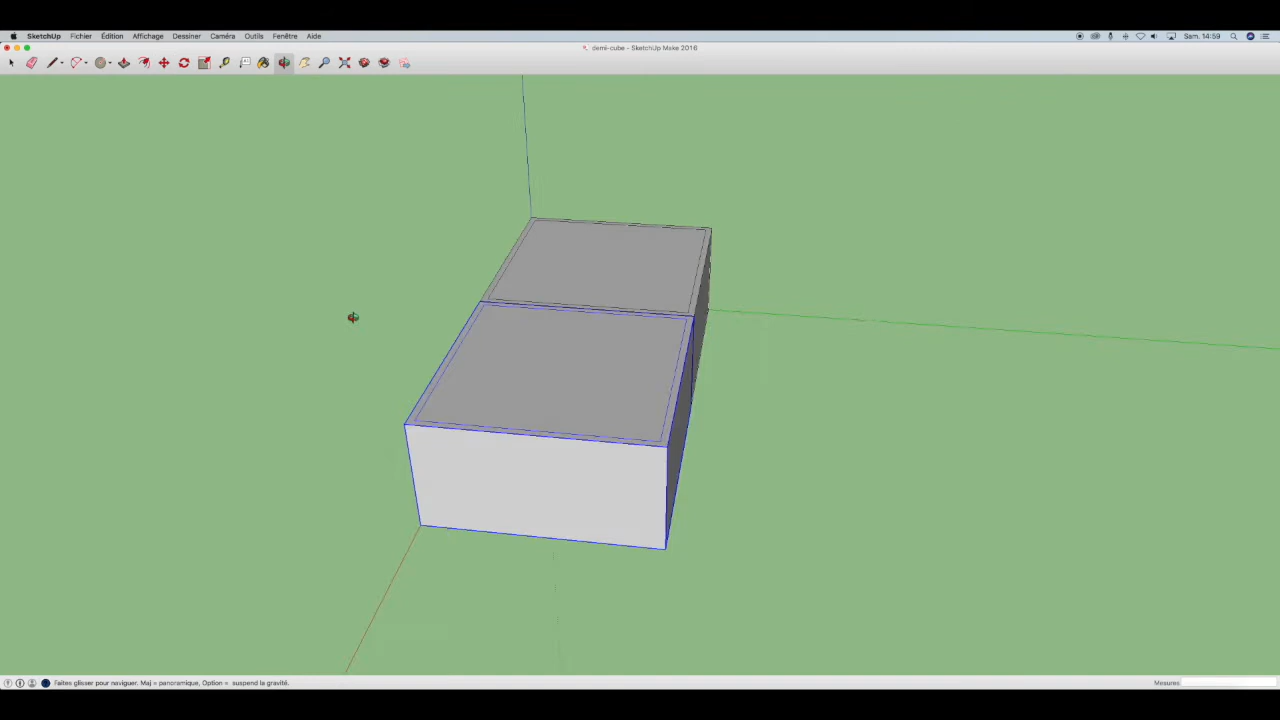 SketchUp Fichier Édition Affichage Dessiner Caméra Outils Fenêtre Aide Sam. 14:59
demi-cube - SketchUp Make 2016
Faites glisser pour naviguer. Maj = panoramique, Option = suspend la gravité. Mesures